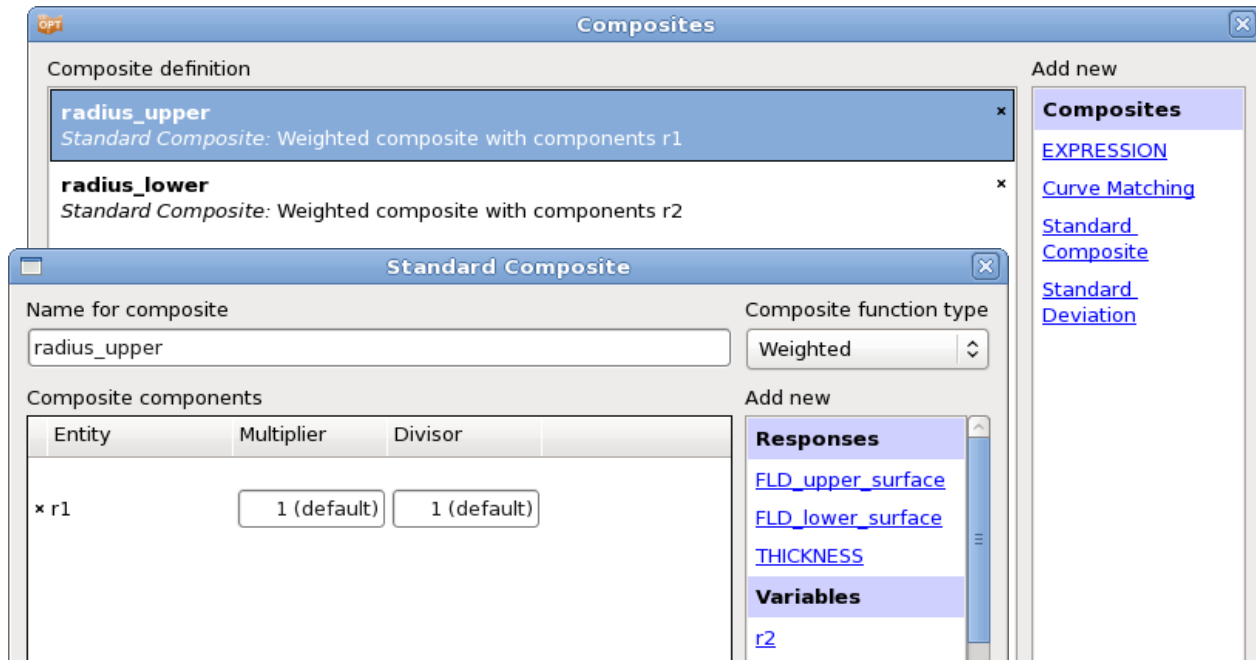 OPT
Composites
Composite definition
Add new
radius_upper
Standard Composite: Weighted composite with components r1
radius_lower
Standard Composite: Weighted composite with components r2
Composites
EXPRESSION
Curve Matching
Standard
Composite
Standard
Deviation
Standard Composite
Name for composite
Composite function type
radius_upper
Weighted
Composite components
Add new
Entity Multiplier Divisor
r1 1 (default) 1 (default)
Responses
FLD_upper_surface
FLD_lower_surface
THICKNESS
Variables
r2